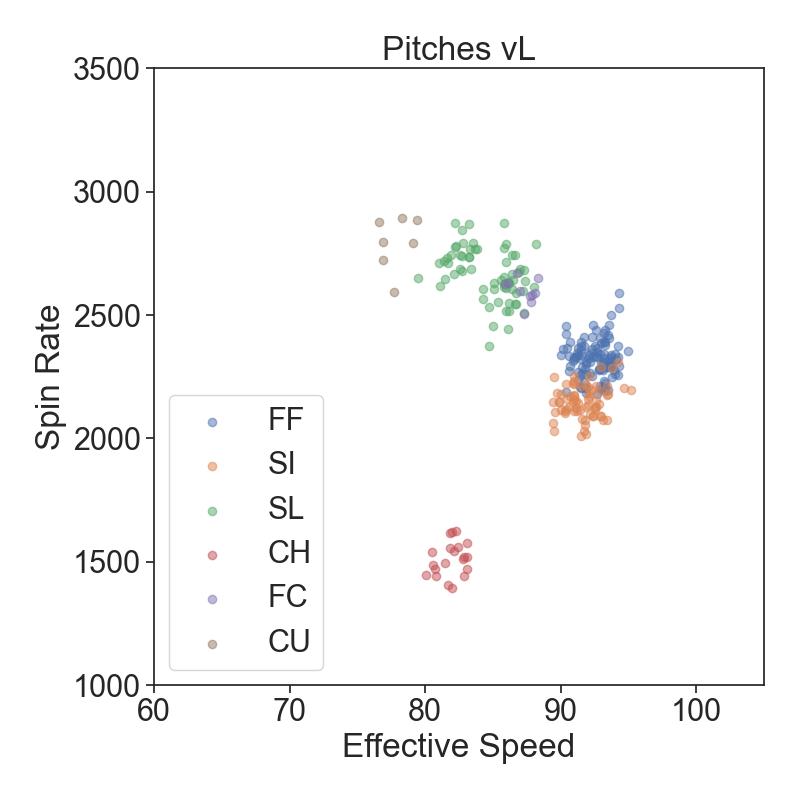 Pitches vL
3500
3000
2500
2000
1500
1000
Spin Rate
FF
SI
SL
CH
FC
CU
60
70
80
90
100
Effective Speed